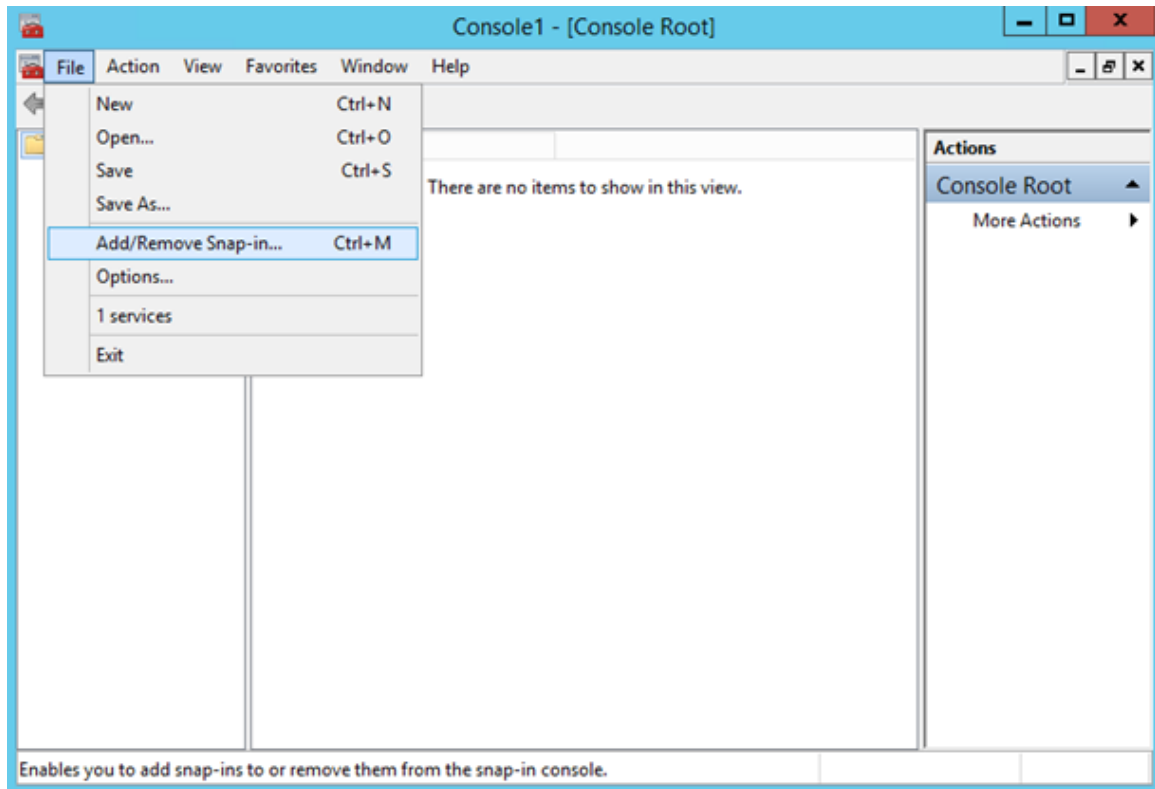 Console1 - [Console Root]
File Action View Favorites Window Help
New Ctrl+N
Open... Ctrl+O
Save Ctrl+S
Save As...
Add/Remove Snap-in... Ctrl+M
Options...
1 services
Exit
There are no items to show in this view.
Actions
Console Root
More Actions
Enables you to add snap-ins to or remove them from the snap-in console.